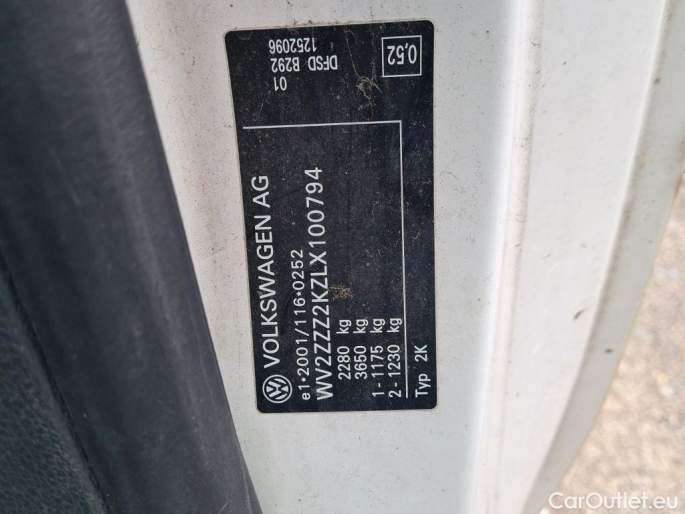 VOLKSWAGEN AG
e1*2001/116*0252
WV2ZZZ2KZLX100794
2280 kg
3650 kg
1 - 1175 kg
2 - 1230 kg
Typ 2K
01
DFSD B292
1252096
0,52
CarOutlet.eu